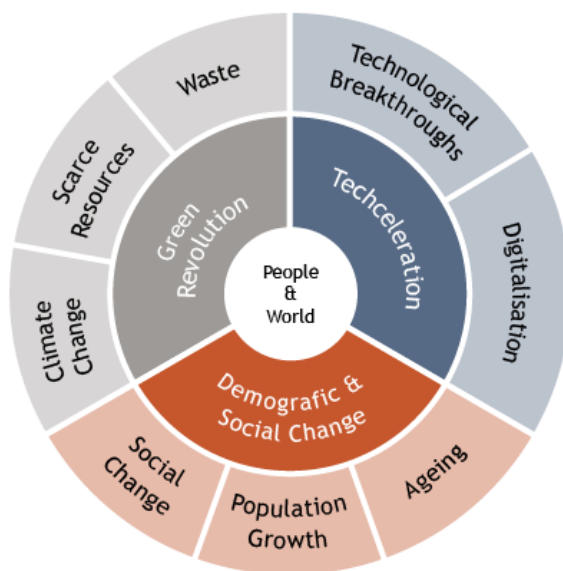 Technological
Breakthroughs
Digitalisation
Ageing
Population
Growth
Social
Change
Climate
Change
Scarce
Resources
Waste
Techceleration
Demografic &
Social Change
Green
Revolution
People
&
World